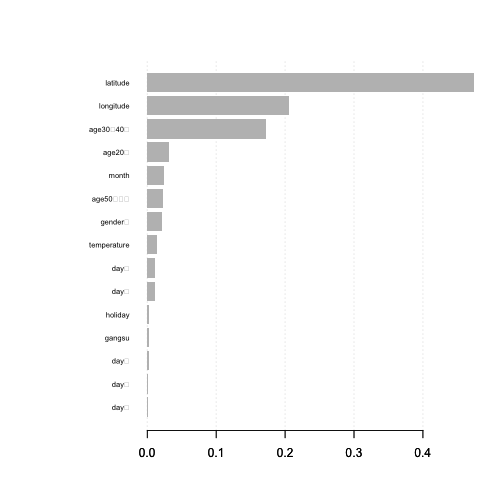 latitude
longitude
age30□40□
age20□
month
age50□□□
gender□
temperature
day□
day□
holiday
gangsu
day□
day□
day□
0.0 0.1 0.2 0.3 0.4